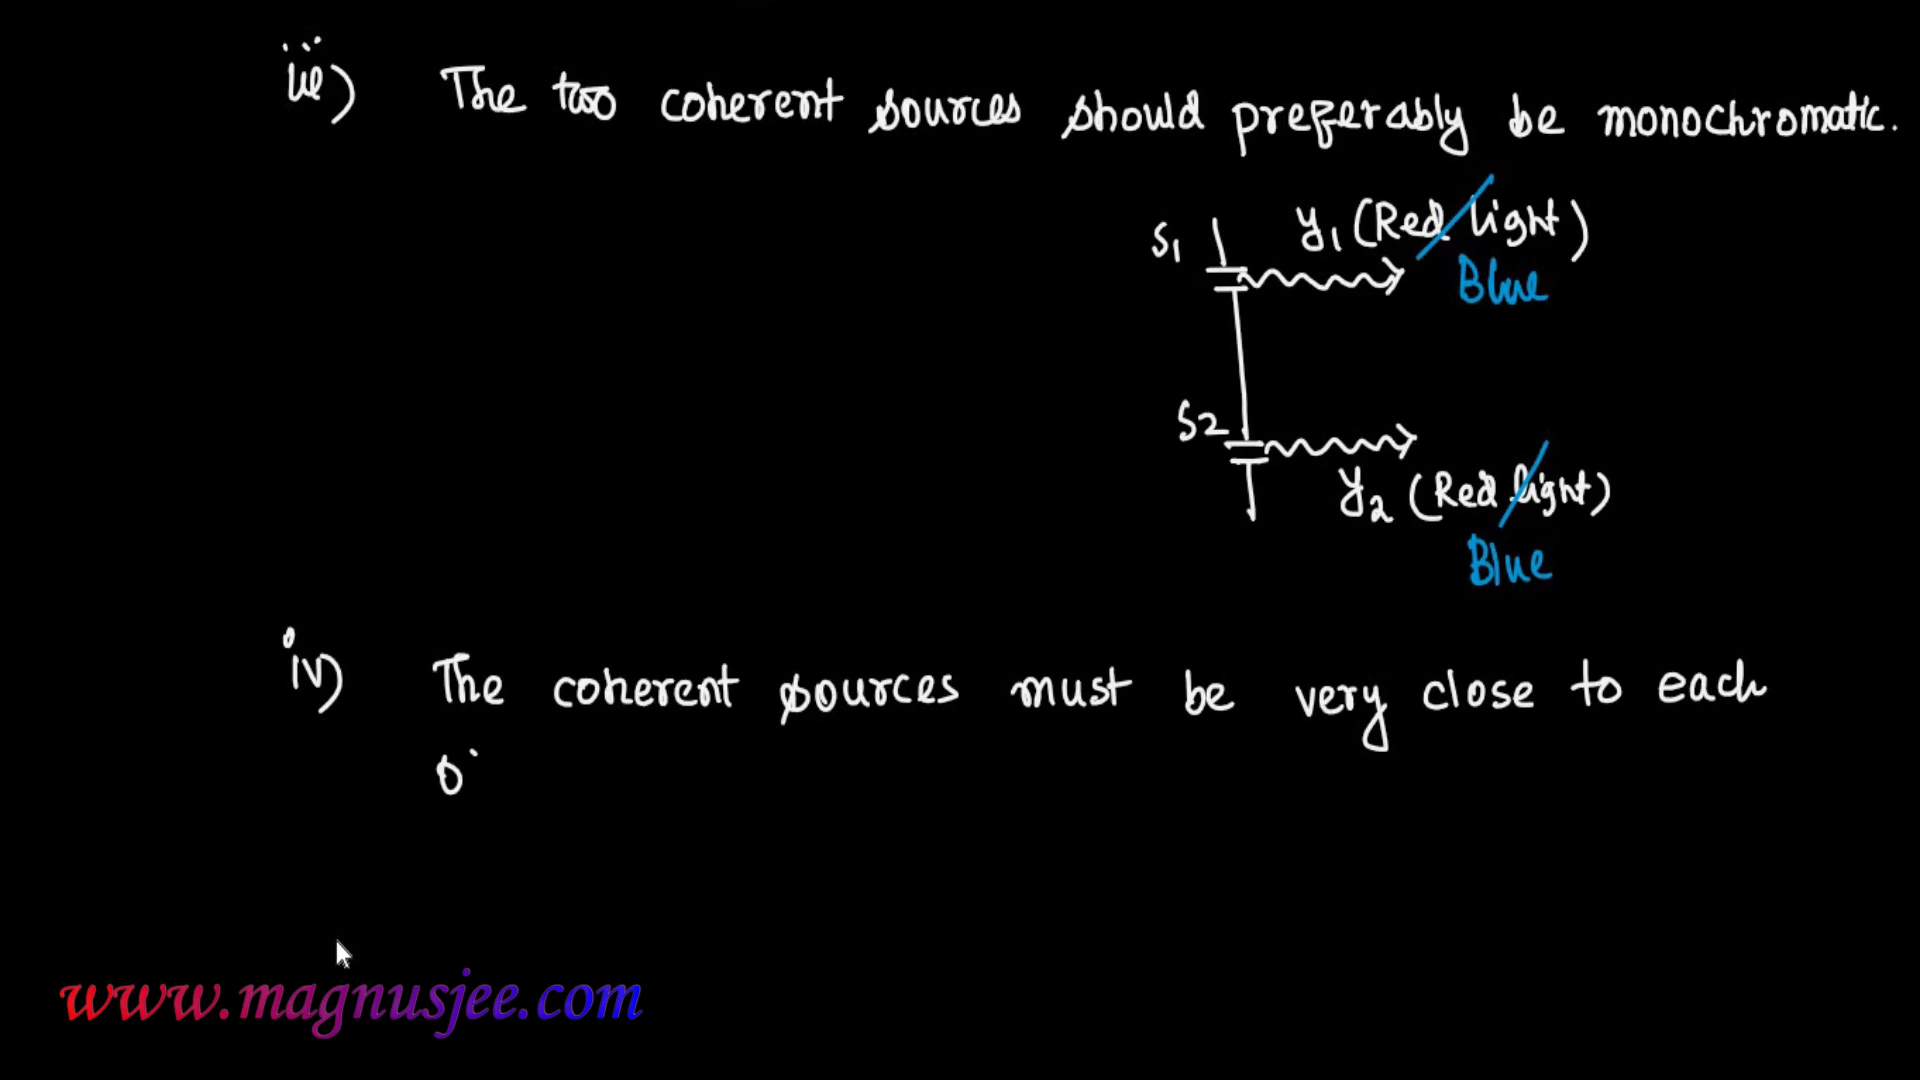 iii) The two coherent sources should preferably be monochromatic.
S1 y1 (Red light)
Blue
S2
y2 (Red light)
Blue
iv) The coherent sources must be very close to each
o
www.magnusjee.com